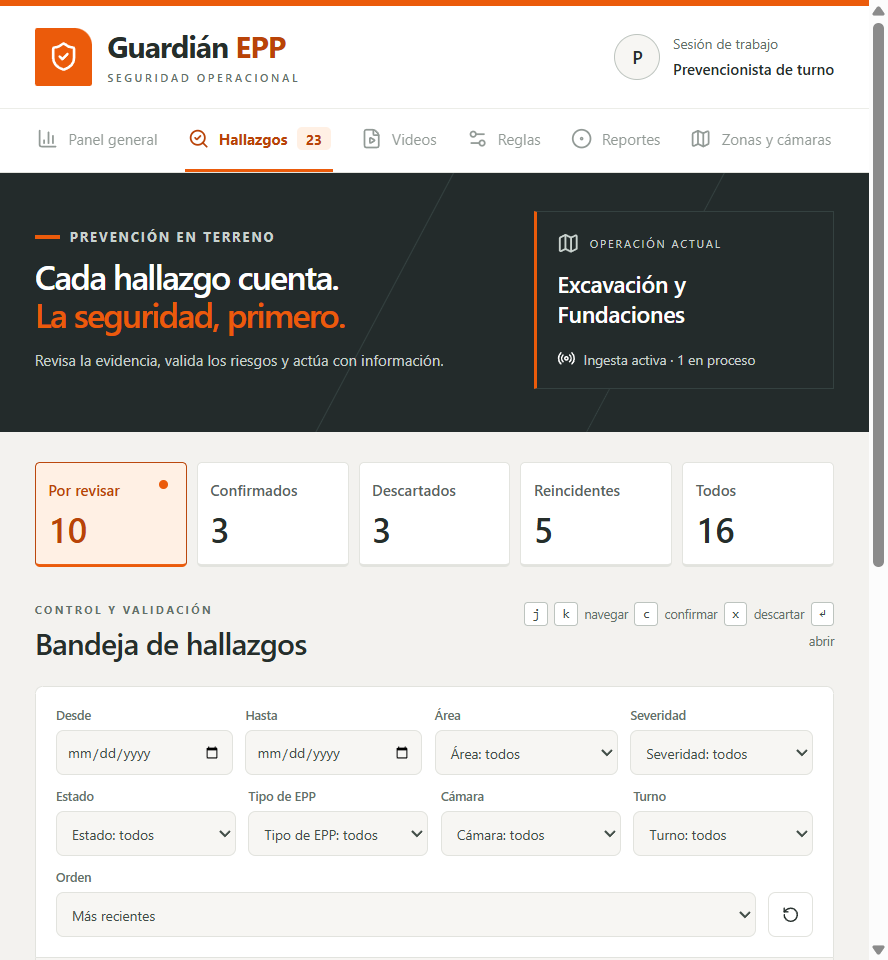 Guardián EPP
SEGURIDAD OPERACIONAL
P
Sesión de trabajo
Prevencionista de turno
Panel general
Hallazgos 23
Videos
Reglas
Reportes
Zonas y cámaras
PREVENCIÓN EN TERRENO
Cada hallazgo cuenta.
La seguridad, primero.
Revisa la evidencia, valida los riesgos y actúa con información.
OPERACIÓN ACTUAL
Excavación y
Fundaciones
Ingesta activa · 1 en proceso
Por revisar
10
Confirmados
3
Descartados
3
Reincidentes
5
Todos
16
CONTROL Y VALIDACIÓN
Bandeja de hallazgos
j k navegar c confirmar x descartar ↵
abrir
Desde
mm/dd/yyyy
Hasta
mm/dd/yyyy
Área
Área: todos
Severidad
Severidad: todos
Estado
Estado: todos
Tipo de EPP
Tipo de EPP: todos
Cámara
Cámara: todos
Turno
Turno: todos
Orden
Más recientes